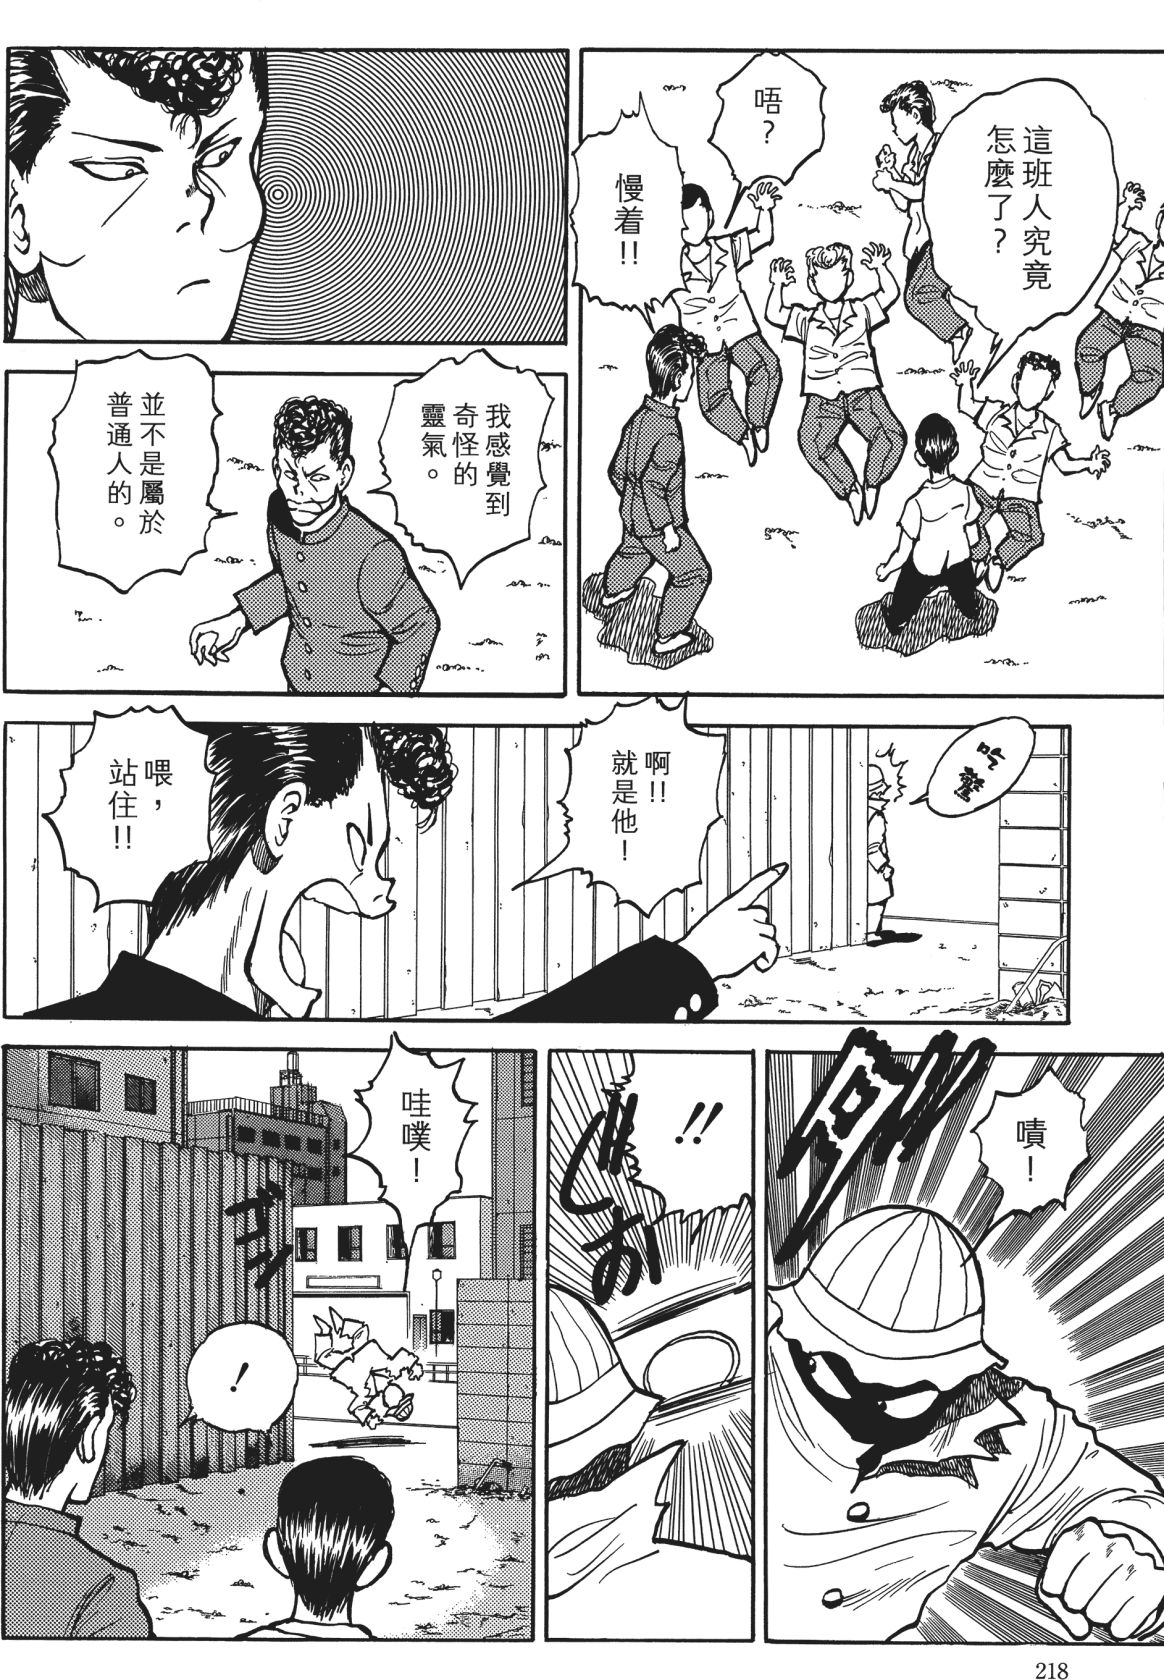 這班人究竟
怎麼了？
唔？
慢着!!
我感覺到
奇怪的
靈氣。
並不是屬於
普通人的。
吃驚
啊!!
就是他！
喂，
站住!!
嘖！
!!
哇噗！
！
218